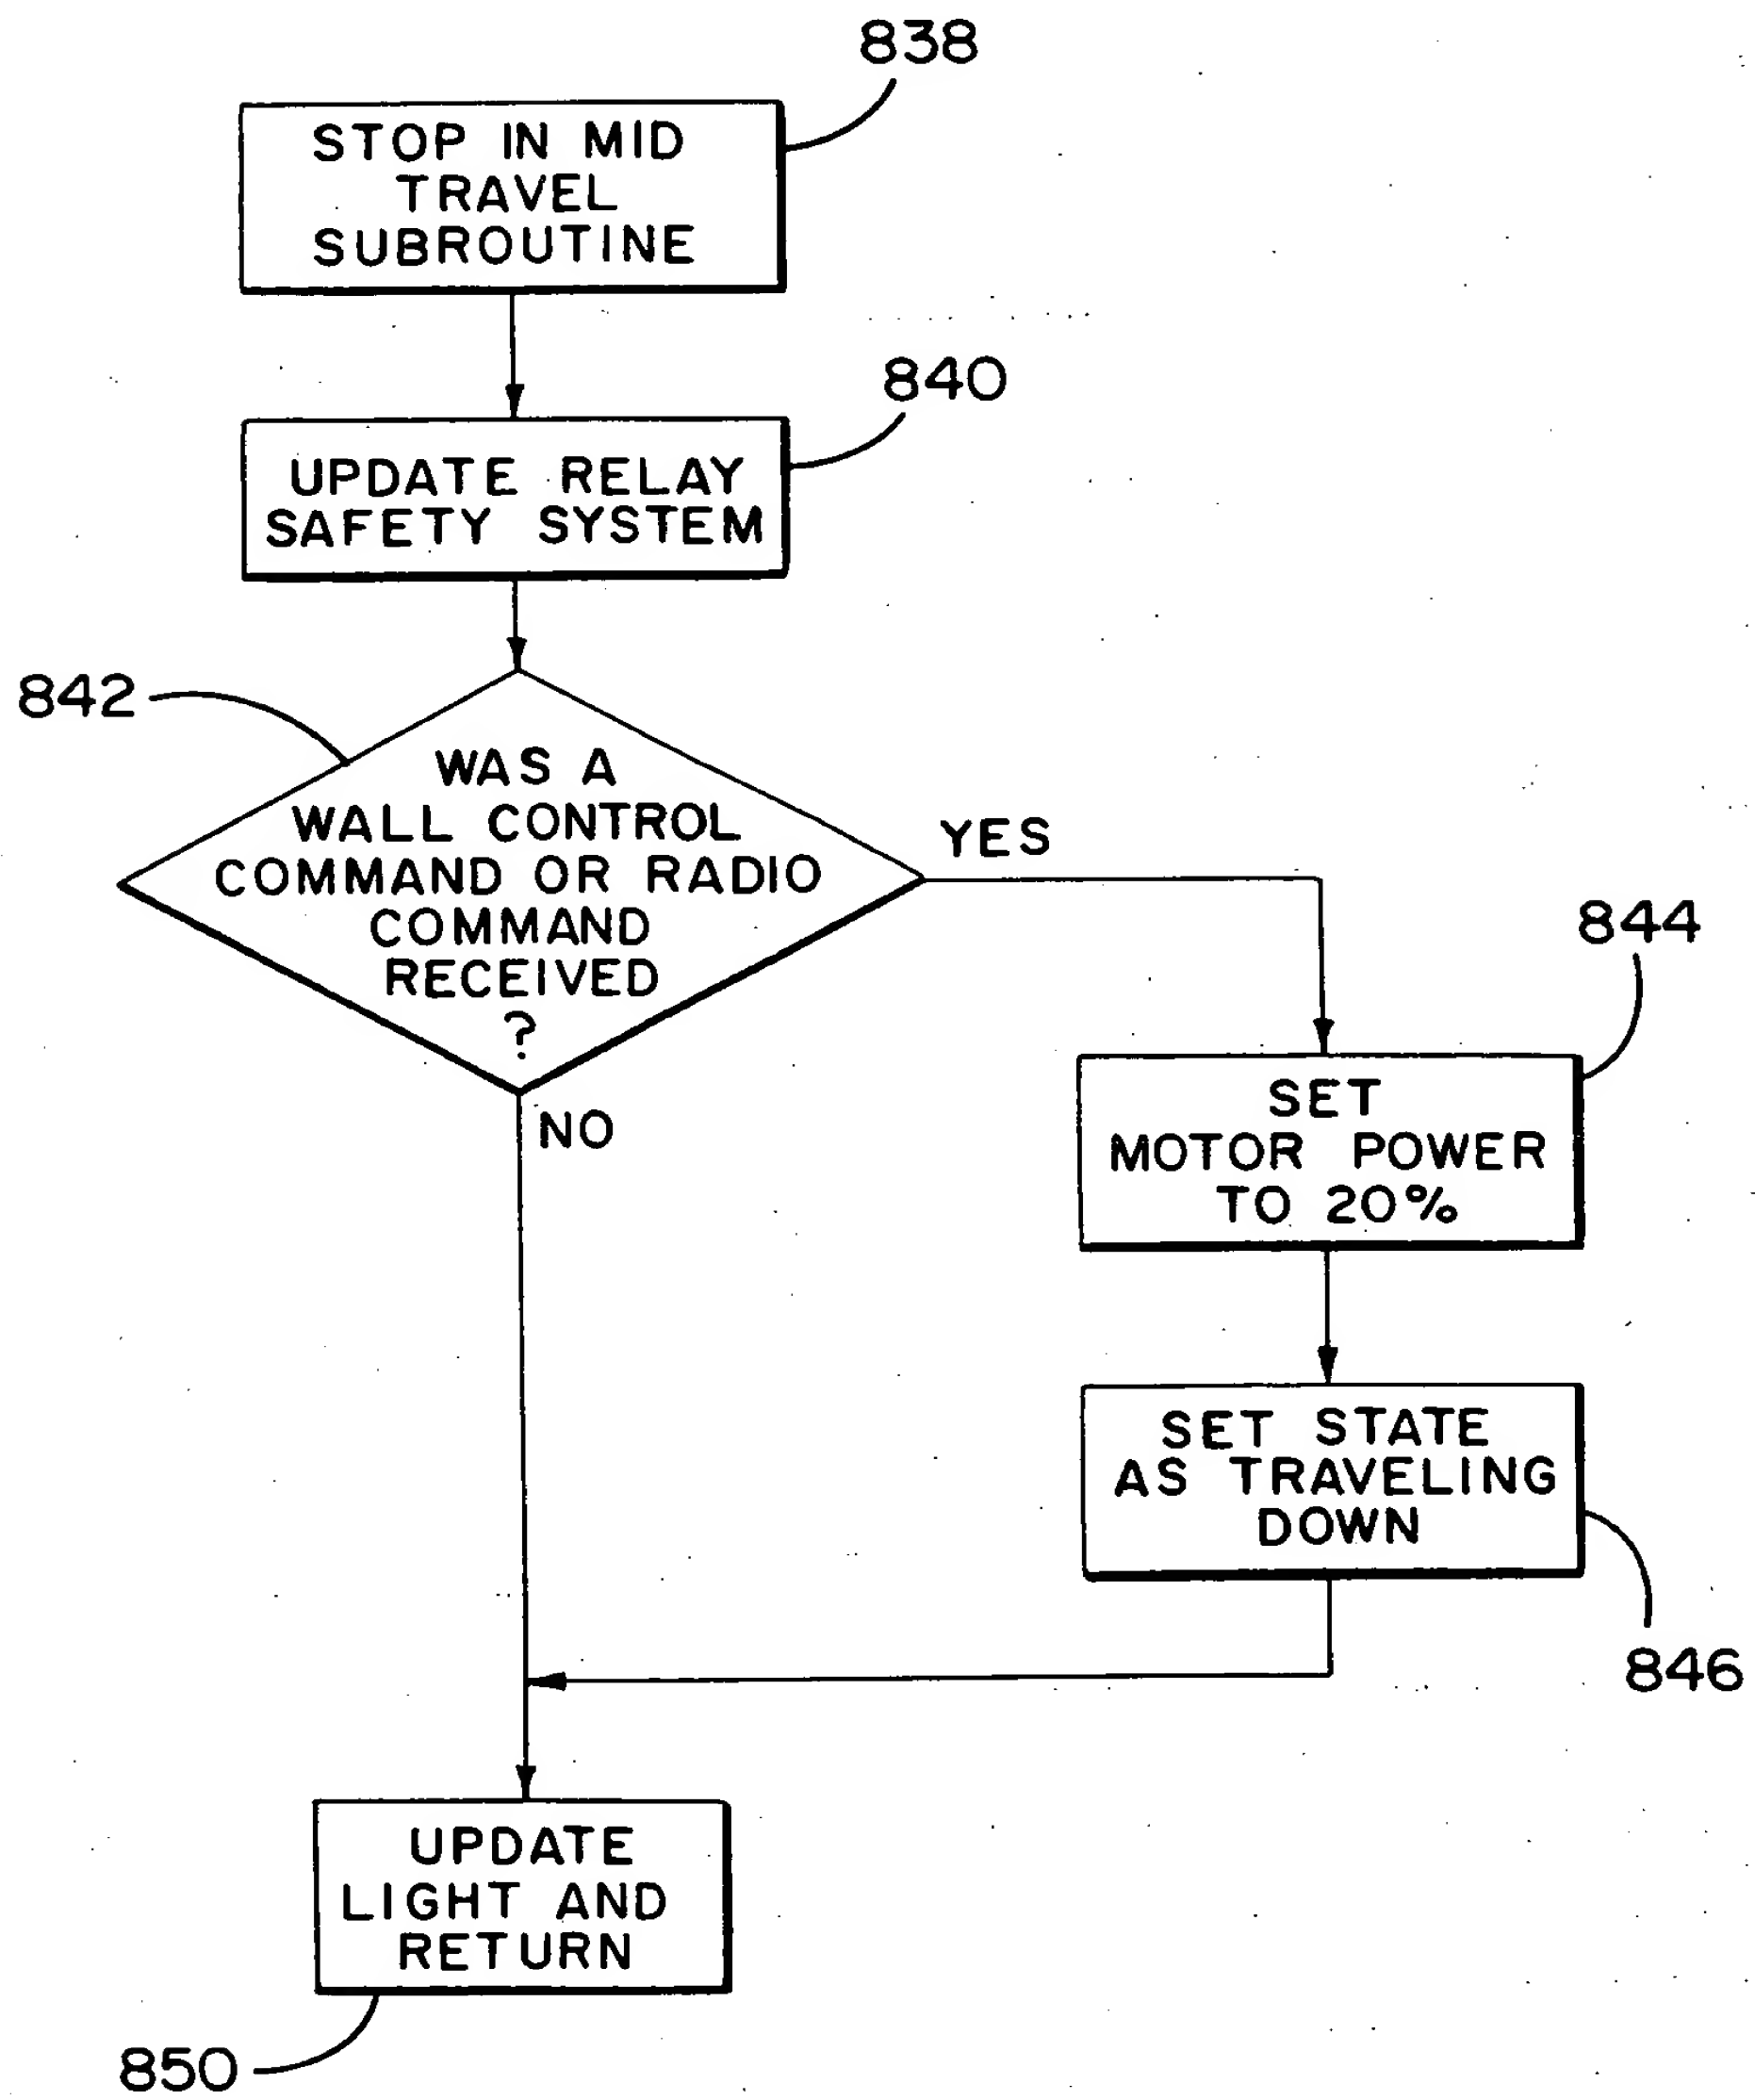 838
STOP IN MID
TRAVEL
SUBROUTINE
840
UPDATE RELAY
SAFETY SYSTEM
842
WAS A
WALL CONTROL
COMMAND OR RADIO
COMMAND
RECEIVED
?
YES
NO
844
SET
MOTOR POWER
TO 20%
SET STATE
AS TRAVELING
DOWN
846
UPDATE
LIGHT AND
RETURN
850